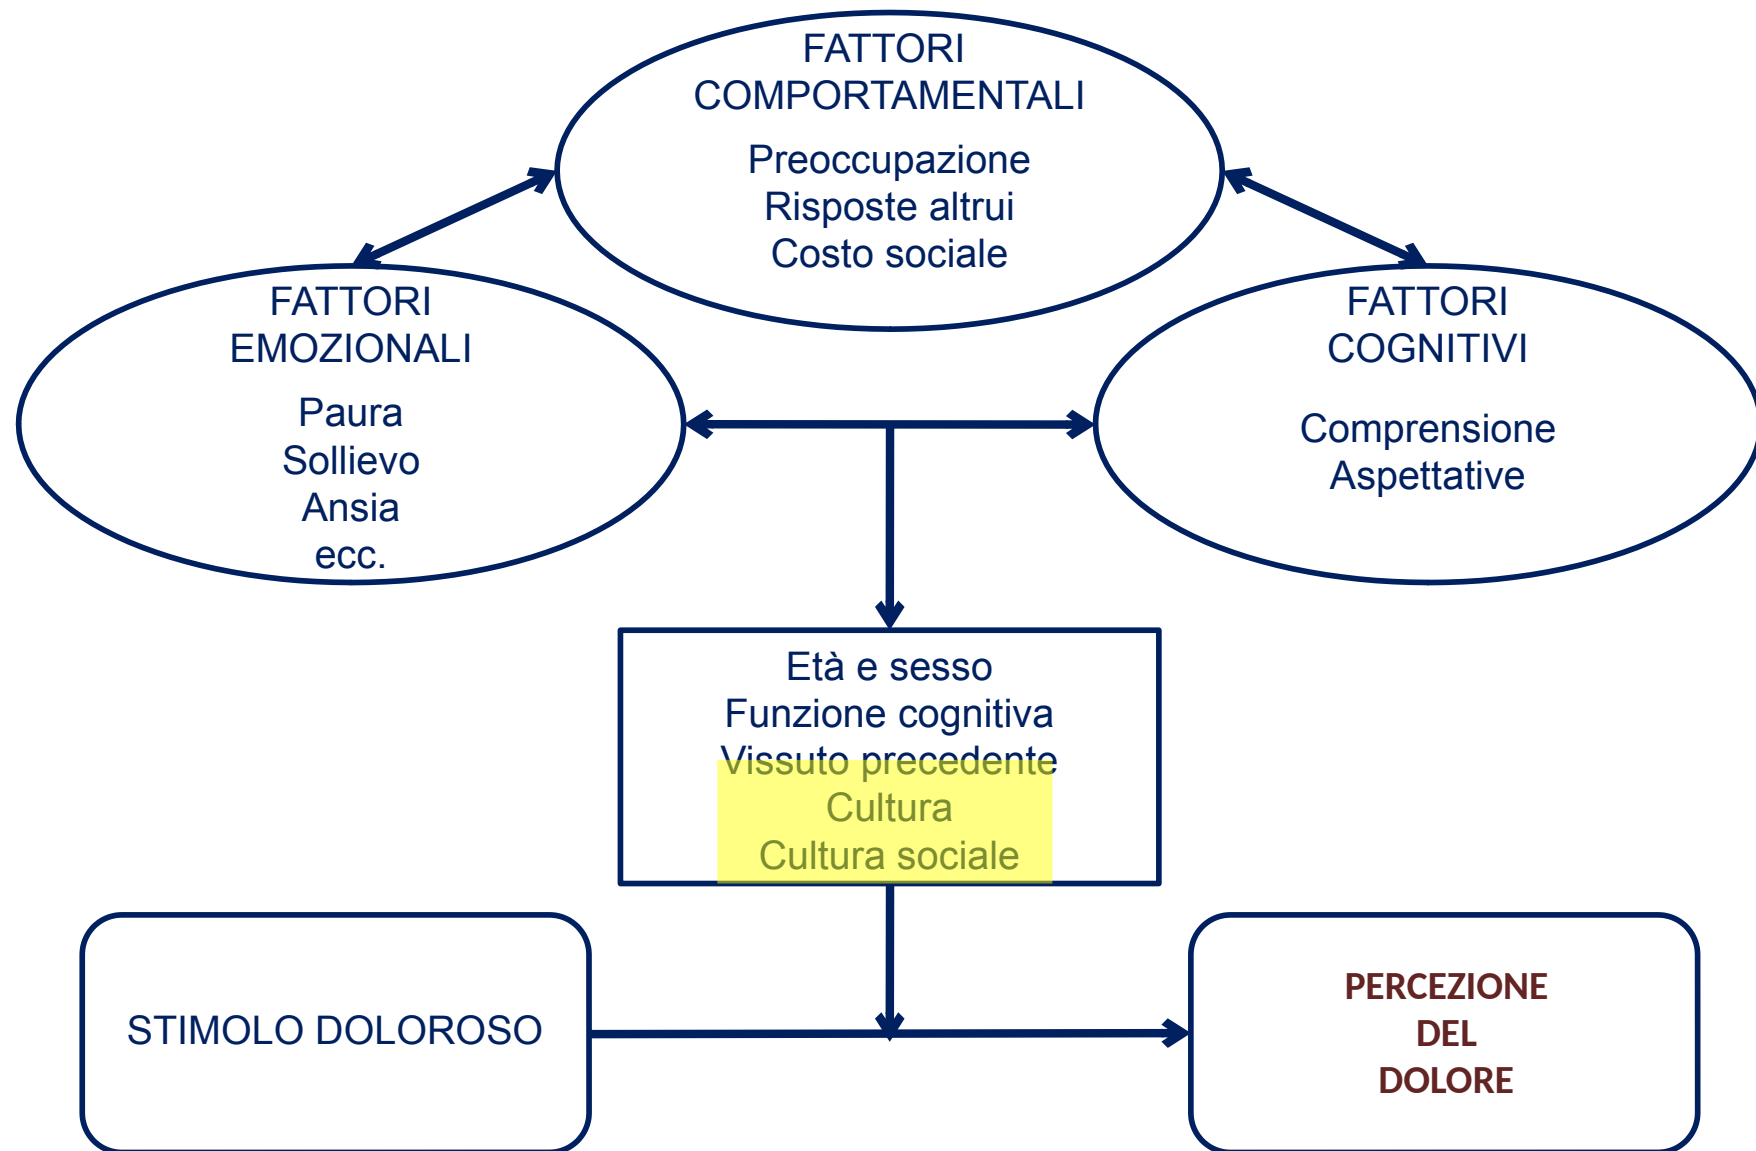 FATTORI
COMPORTAMENTALI
Preoccupazione
Risposte altrui
Costo sociale
FATTORI
EMOZIONALI
Paura
Sollievo
Ansia
ecc.
FATTORI
COGNITIVI
Comprensione
Aspettative
Età e sesso
Funzione cognitiva
Vissuto precedente
Cultura
Cultura sociale
STIMOLO DOLOROSO
PERCEZIONE
DEL
DOLORE